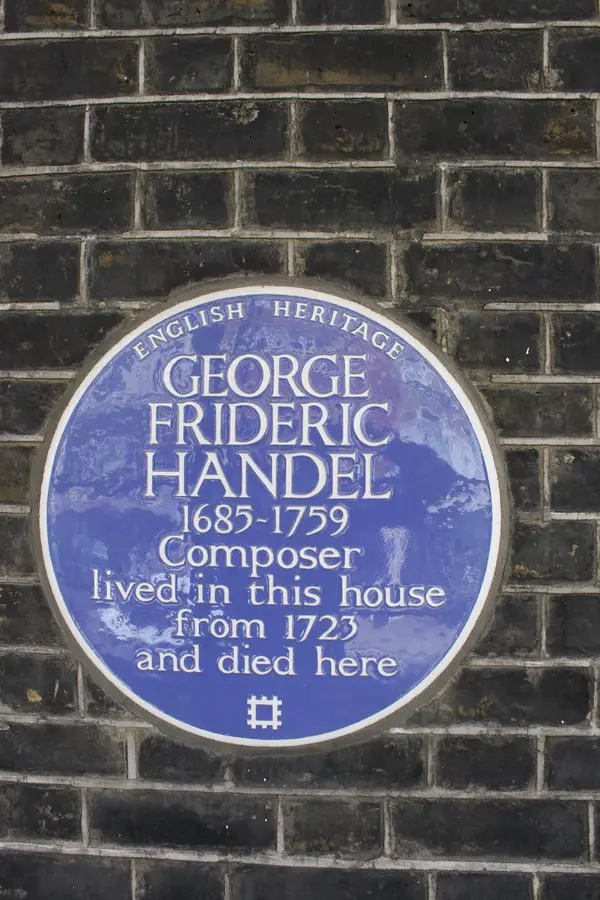 ENGLISH HERITAGE
GEORGE
FRIDERIC
HANDEL
1685-1759
Composer
lived in this house
from 1723
and died here